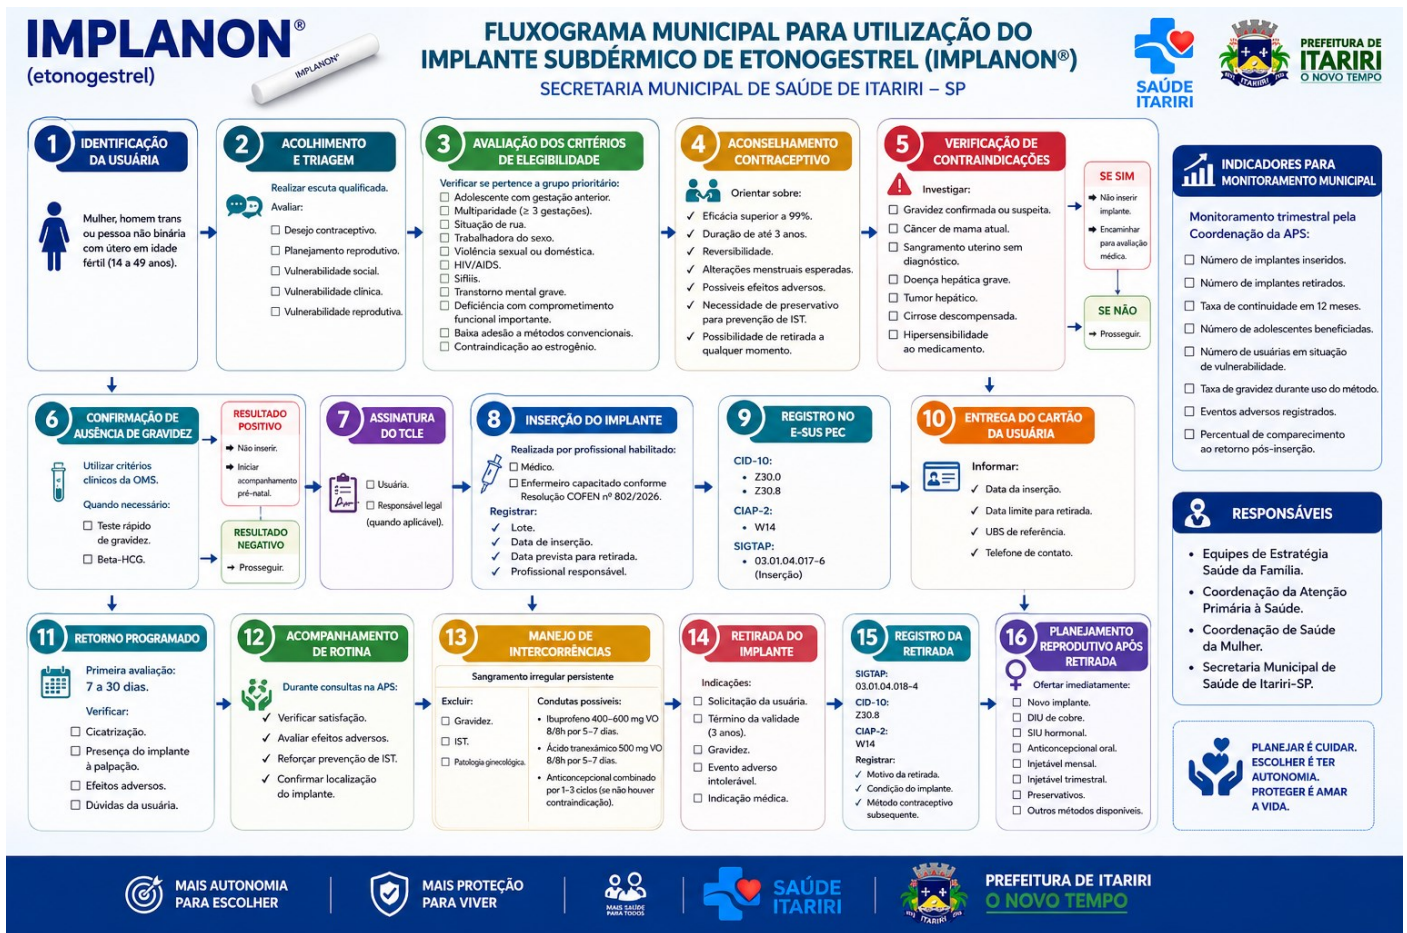 IMPLANON®
(etonogestrel)
IMPLANON®
FLUXOGRAMA MUNICIPAL PARA UTILIZAÇÃO DO
IMPLANTE SUBDÉRMICO DE ETONOGESTREL (IMPLANON®)
SECRETARIA MUNICIPAL DE SAÚDE DE ITARIRI – SP
SAÚDE
ITARIRI
ITARIRI
PREFEITURA DE
ITARIRI
O NOVO TEMPO
1
IDENTIFICAÇÃO
DA USUÁRIA
Mulher, homem trans
ou pessoa não binária
com útero em idade
fértil (14 a 49 anos).
2
ACOLHIMENTO
E TRIAGEM
Realizar escuta qualificada.
Avaliar:
Desejo contraceptivo.
Planejamento reprodutivo.
Vulnerabilidade social.
Vulnerabilidade clínica.
Vulnerabilidade reprodutiva.
3
AVALIAÇÃO DOS CRITÉRIOS
DE ELEGIBILIDADE
Verificar se pertence a grupo prioritário:
Adolescente com gestação anterior.
Multiparidade (≥ 3 gestações).
Situação de rua.
Trabalhadora do sexo.
Violência sexual ou doméstica.
HIV/AIDS.
Sífilis.
Transtorno mental grave.
Deficiência com comprometimento
funcional importante.
Baixa adesão a métodos convencionais.
Contraindicação ao estrogênio.
4
ACONSELHAMENTO
CONTRACEPTIVO
Orientar sobre:
✓ Eficácia superior a 99%.
✓ Duração de até 3 anos.
✓ Reversibilidade.
✓ Alterações menstruais esperadas.
✓ Possíveis efeitos adversos.
✓ Necessidade de preservativo
para prevenção de IST.
✓ Possibilidade de retirada a
qualquer momento.
5
VERIFICAÇÃO DE
CONTRAINDICAÇÕES
Investigar:
Gravidez confirmada ou suspeita.
Câncer de mama atual.
Sangramento uterino sem
diagnóstico.
Doença hepática grave.
Tumor hepático.
Cirrose descompensada.
Hipersensibilidade
ao medicamento.
SE SIM
➡ Não inserir
implante.
➡ Encaminhar
para avaliação
médica.
SE NÃO
➡ Prosseguir.
INDICADORES PARA
MONITORAMENTO MUNICIPAL
Monitoramento trimestral pela
Coordenação da APS:
Número de implantes inseridos.
Número de implantes retirados.
Taxa de continuidade em 12 meses.
Número de adolescentes beneficiadas.
Número de usuárias em situação
de vulnerabilidade.
Taxa de gravidez durante uso do método.
Eventos adversos registrados.
Percentual de comparecimento
ao retorno pós-inserção.
6
CONFIRMAÇÃO DE
AUSÊNCIA DE GRAVIDEZ
Utilizar critérios
clínicos da OMS.
Quando necessário:
Teste rápido
de gravidez.
Beta-HCG.
RESULTADO
POSITIVO
➡ Não inserir.
➡ Iniciar
acompanhamento
pré-natal.
RESULTADO
NEGATIVO
➡ Prosseguir.
7
ASSINATURA
DO TCLE
Usuária.
Responsável legal
(quando aplicável).
8
INSERÇÃO DO IMPLANTE
Realizada por profissional habilitado:
Médico.
Enfermeiro capacitado conforme
Resolução COFEN nº 802/2026.
Registrar:
✓ Lote.
✓ Data de inserção.
✓ Data prevista para retirada.
✓ Profissional responsável.
9
REGISTRO NO
E-SUS PEC
CID-10:
• Z30.0
• Z30.8
CIAP-2:
• W14
SIGTAP:
• 03.01.04.017-6
(Inserção)
10
ENTREGA DO CARTÃO
DA USUÁRIA
Informar:
✓ Data da inserção.
✓ Data limite para retirada.
✓ UBS de referência.
✓ Telefone de contato.
RESPONSÁVEIS
• Equipes de Estratégia
Saúde da Família.
• Coordenação da Atenção
Primária à Saúde.
• Coordenação de Saúde
da Mulher.
• Secretaria Municipal de
Saúde de Itariri-SP.
11
RETORNO PROGRAMADO
Primeira avaliação:
7 a 30 dias.
Verificar:
Cicatrização.
Presença do implante
à palpação.
Efeitos adversos.
Dúvidas da usuária.
12
ACOMPANHAMENTO
DE ROTINA
Durante consultas na APS:
✓ Verificar satisfação.
✓ Avaliar efeitos adversos.
✓ Reforçar prevenção de IST.
✓ Confirmar localização
do implante.
13
MANEJO DE
INTERCORRÊNCIAS
Sangramento irregular persistente
Excluir:
Gravidez.
IST.
Patologia ginecológica.
Condutas possíveis:
• Ibuprofeno 400–600 mg VO
8/8h por 5–7 dias.
• Ácido tranexâmico 500 mg VO
8/8h por 5–7 dias.
• Anticoncepcional combinado
por 1–3 ciclos (se não houver
contraindicação).
14
RETIRADA DO
IMPLANTE
Indicações:
Solicitação da usuária.
Término da validade
(3 anos).
Gravidez.
Evento adverso
intolerável.
Indicação médica.
15
REGISTRO DA
RETIRADA
SIGTAP:
03.01.04.018-4
CID-10:
Z30.8
CIAP-2:
W14
Registrar:
✓ Motivo da retirada.
✓ Condição do implante.
✓ Método contraceptivo
subsequente.
16
PLANEJAMENTO
REPRODUTIVO APÓS
RETIRADA
Ofertar imediatamente:
Novo implante.
DIU de cobre.
SIU hormonal.
Anticoncepcional oral.
Injetável mensal.
Injetável trimestral.
Preservativos.
Outros métodos disponíveis.
PLANEJAR É CUIDAR.
ESCOLHER É TER
AUTONOMIA.
PROTEGER É AMAR
A VIDA.
MAIS AUTONOMIA
PARA ESCOLHER
MAIS PROTEÇÃO
PARA VIVER
MAIS SAÚDE
PARA TODOS
SAÚDE
ITARIRI
ITARIRI
PREFEITURA DE ITARIRI
O NOVO TEMPO